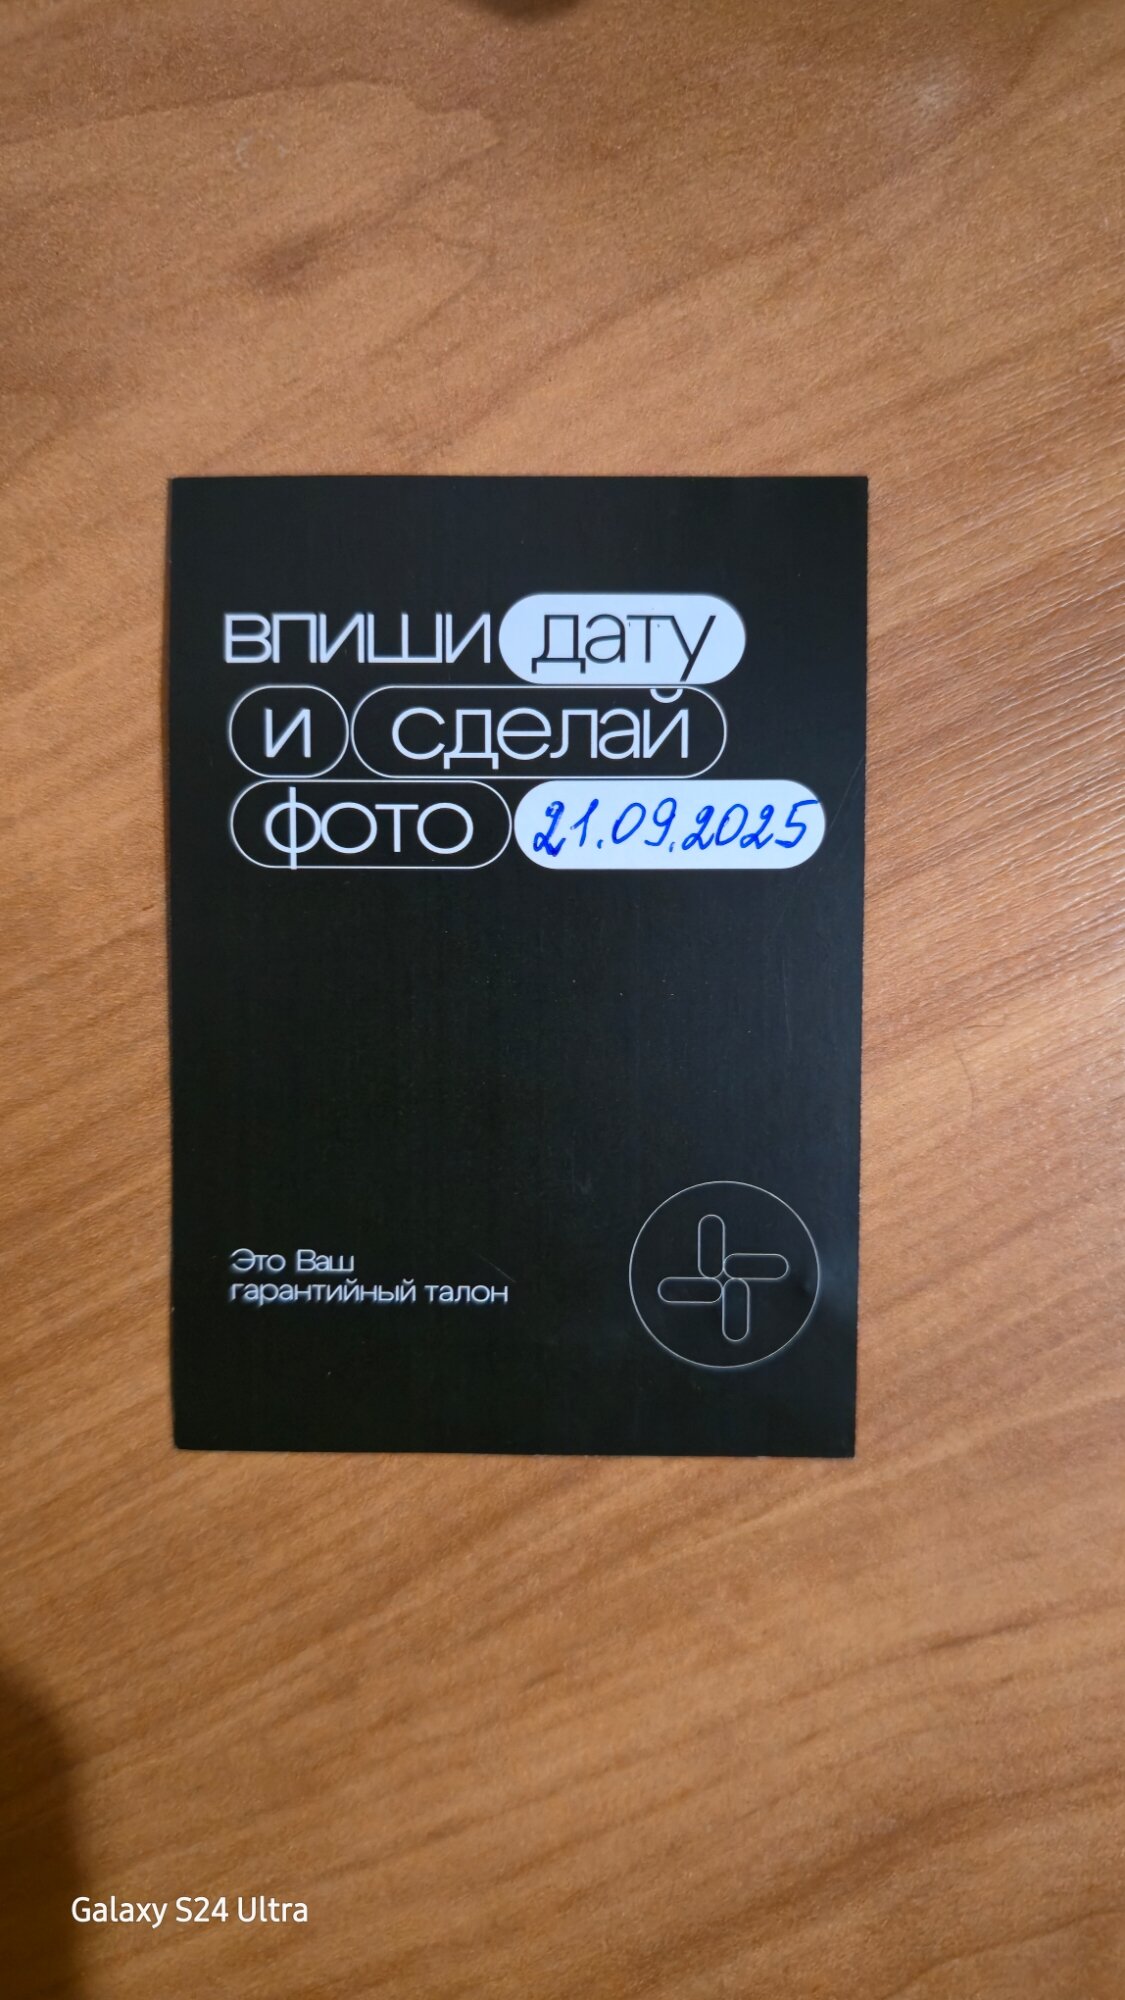 впиши дату
и сделай
фото 21.09.2025
Это Ваш
гарантийный талон
Galaxy S24 Ultra